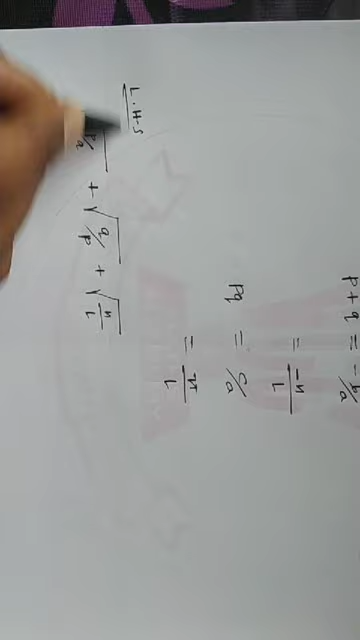 p + q = - b/a
= -n/l
pq = c/a
= n/l
L.H.S
+ √q/p + √n/l